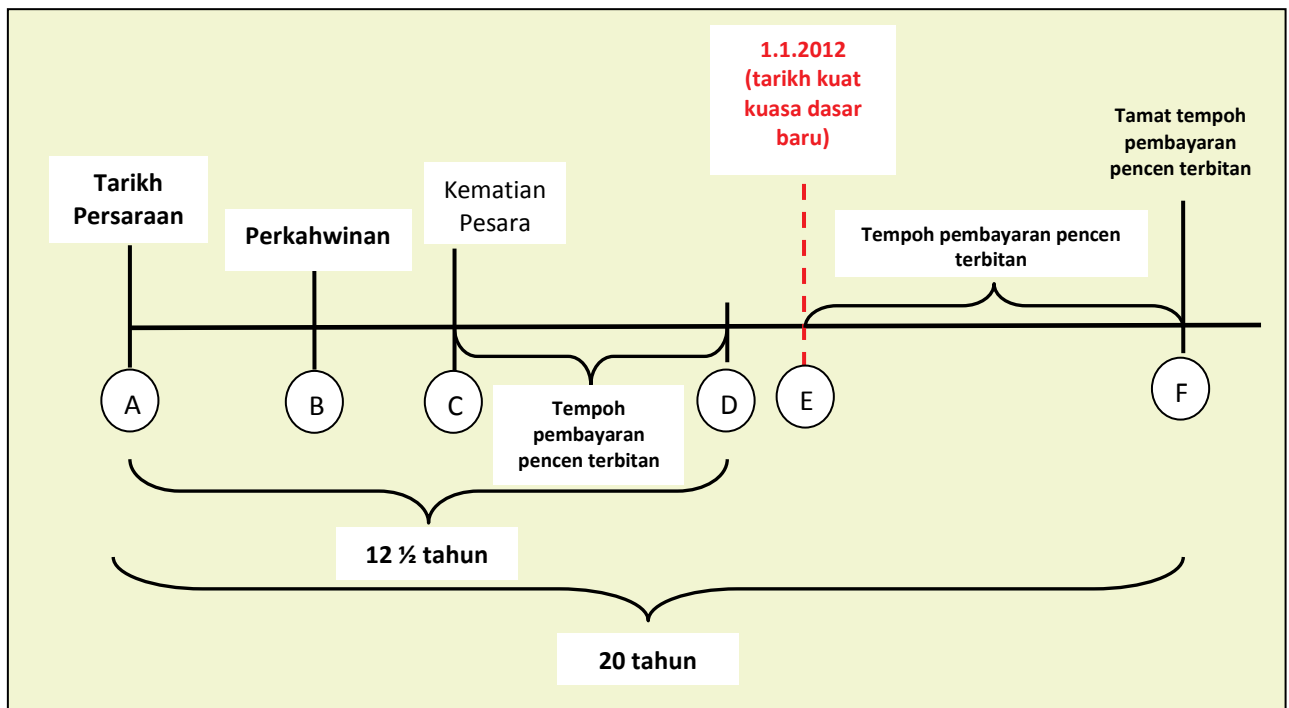 1.1.2012
(tarikh kuat
kuasa dasar
baru)
Tamat tempoh
pembayaran
pencen terbitan
Tarikh
Persaraan
Perkahwinan
Kematian
Pesara
Tempoh pembayaran pencen
terbitan
A
B
C
D
E
F
Tempoh
pembayaran
pencen terbitan
12 ½ tahun
20 tahun